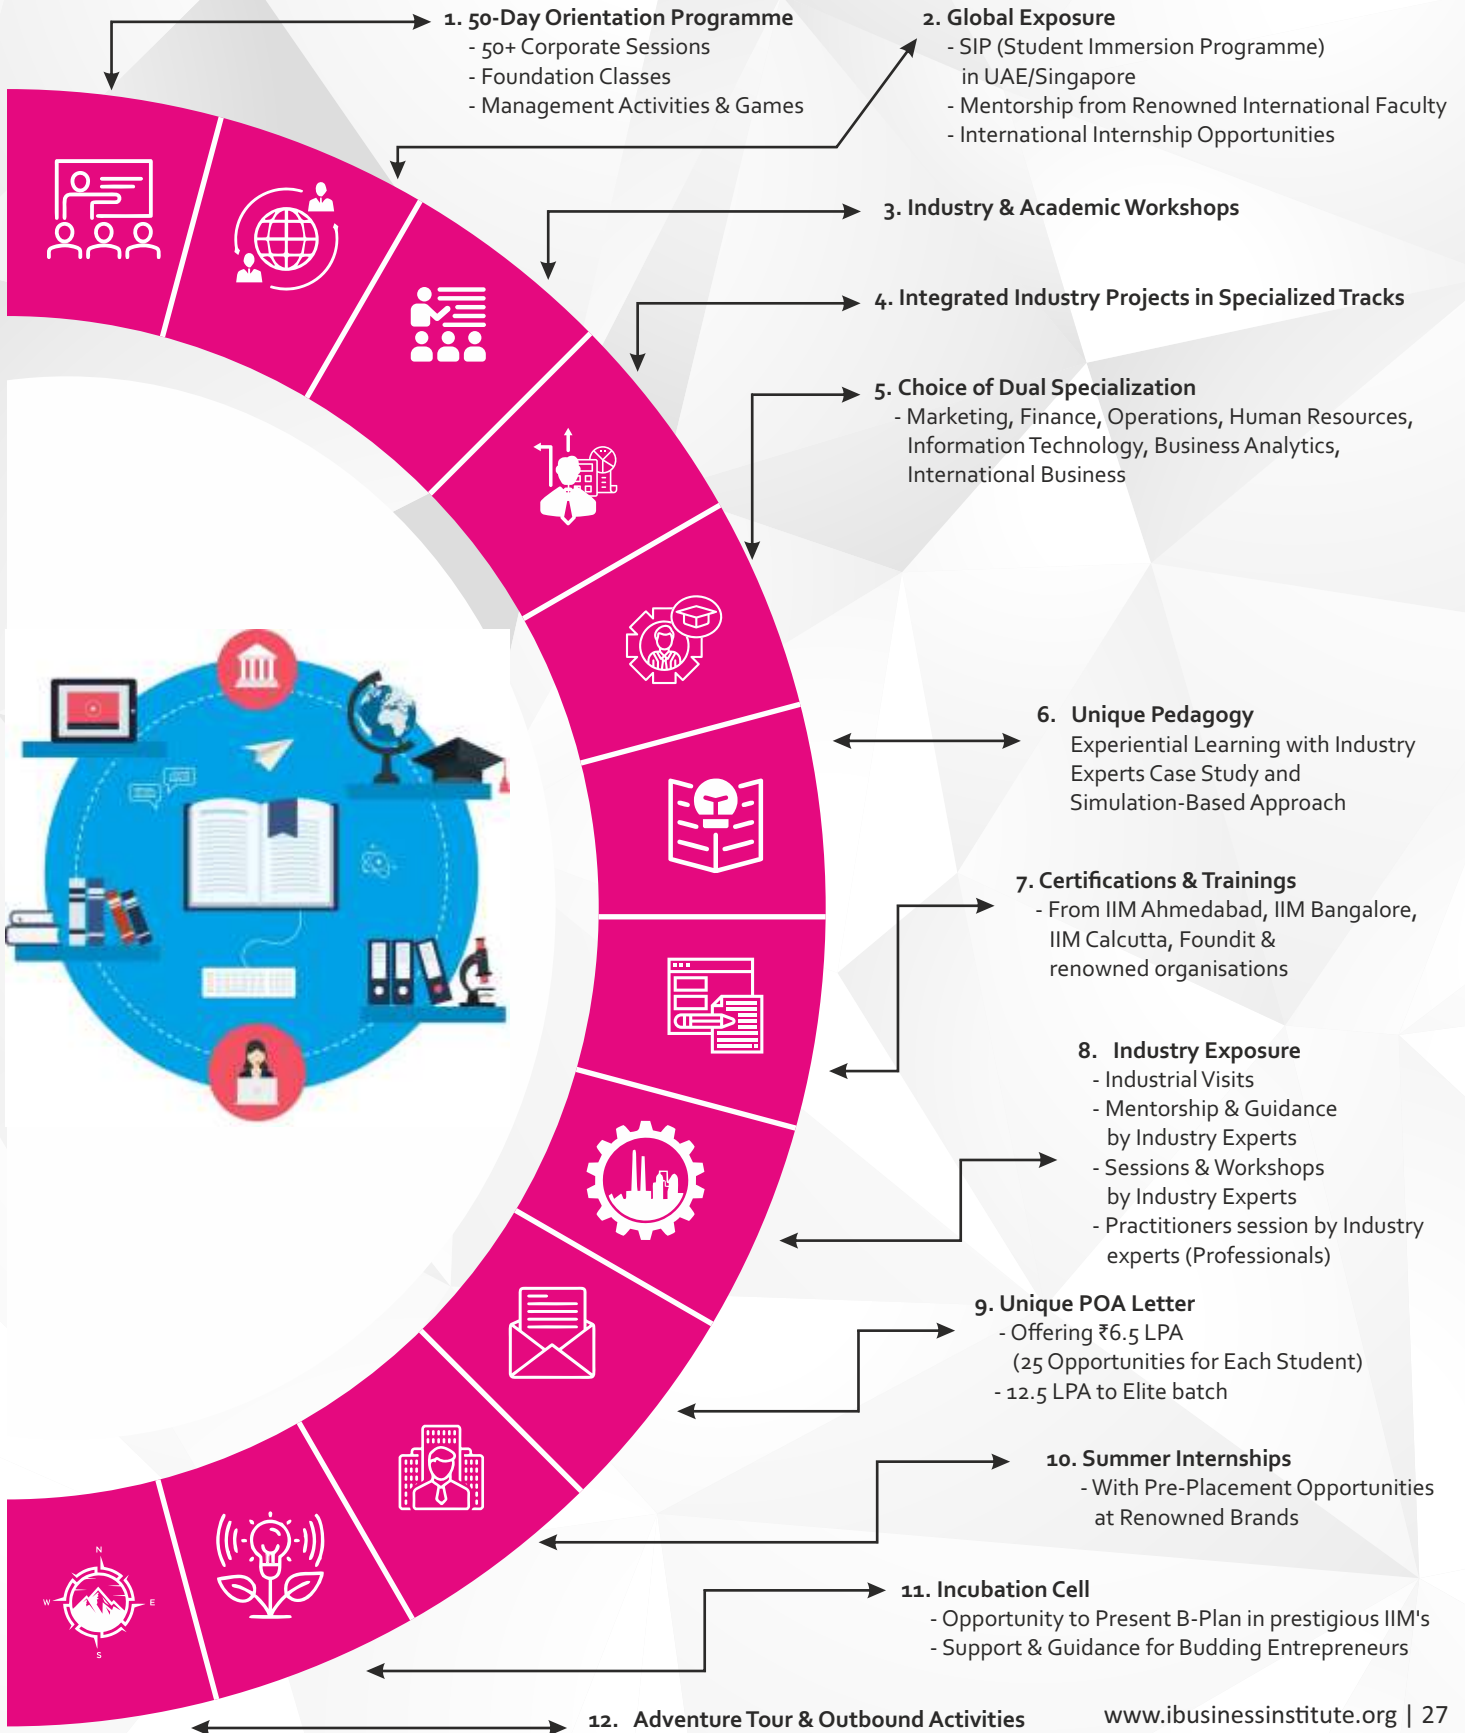 1. 50-Day Orientation Programme
- 50+ Corporate Sessions
- Foundation Classes
- Management Activities & Games
2. Global Exposure
- SIP (Student Immersion Programme)
in UAE/Singapore
- Mentorship from Renowned International Faculty
- International Internship Opportunities
3. Industry & Academic Workshops
4. Integrated Industry Projects in Specialized Tracks
5. Choice of Dual Specialization
- Marketing, Finance, Operations, Human Resources,
Information Technology, Business Analytics,
International Business
6. Unique Pedagogy
Experiential Learning with Industry
Experts Case Study and
Simulation-Based Approach
7. Certifications & Trainings
- From IIM Ahmedabad, IIM Bangalore,
IIM Calcutta, Foundit &
renowned organisations
8. Industry Exposure
- Industrial Visits
- Mentorship & Guidance
by Industry Experts
- Sessions & Workshops
by Industry Experts
- Practitioners session by Industry
experts (Professionals)
9. Unique POA Letter
- Offering ₹6.5 LPA
(25 Opportunities for Each Student)
- 12.5 LPA to Elite batch
10. Summer Internships
- With Pre-Placement Opportunities
at Renowned Brands
11. Incubation Cell
- Opportunity to Present B-Plan in prestigious IIM's
- Support & Guidance for Budding Entrepreneurs
N
W E
S
12. Adventure Tour & Outbound Activities
www.ibusinessinstitute.org | 27